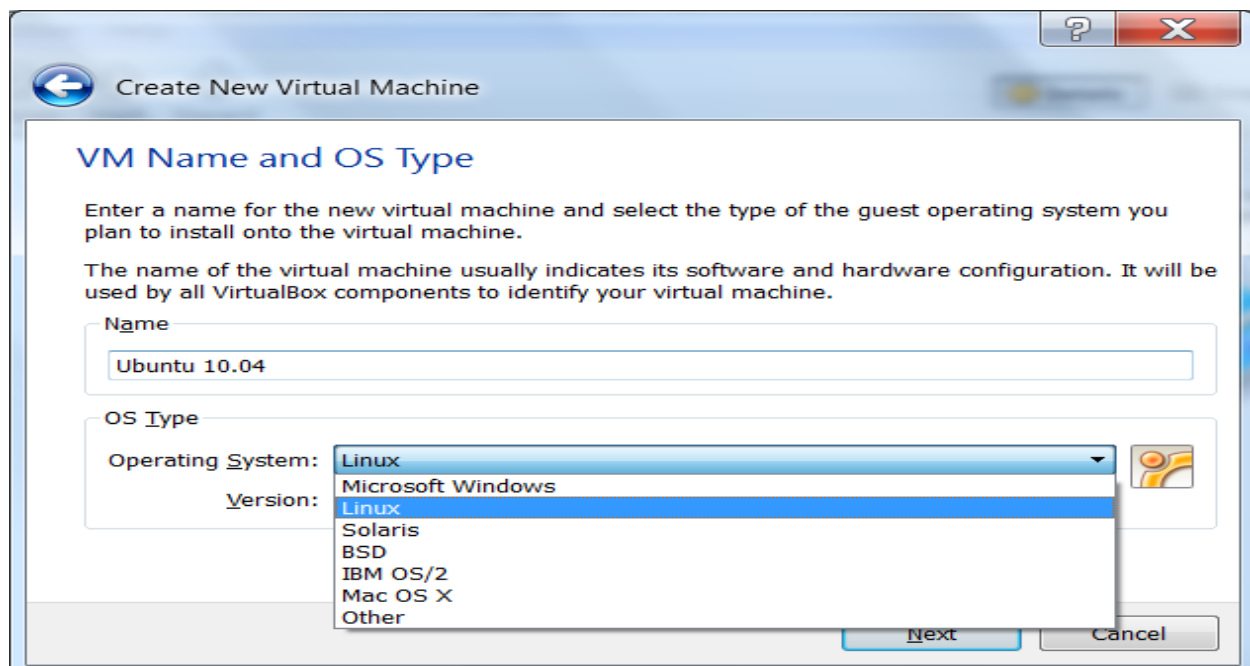 Create New Virtual Machine
VM Name and OS Type
Enter a name for the new virtual machine and select the type of the guest operating system you
plan to install onto the virtual machine.
The name of the virtual machine usually indicates its software and hardware configuration. It will be
used by all VirtualBox components to identify your virtual machine.
Name
Ubuntu 10.04
OS Type
Operating System: Linux
Microsoft Windows
Version:
Linux
Solaris
BSD
IBM OS/2
Mac OS X
Other
Next Cancel